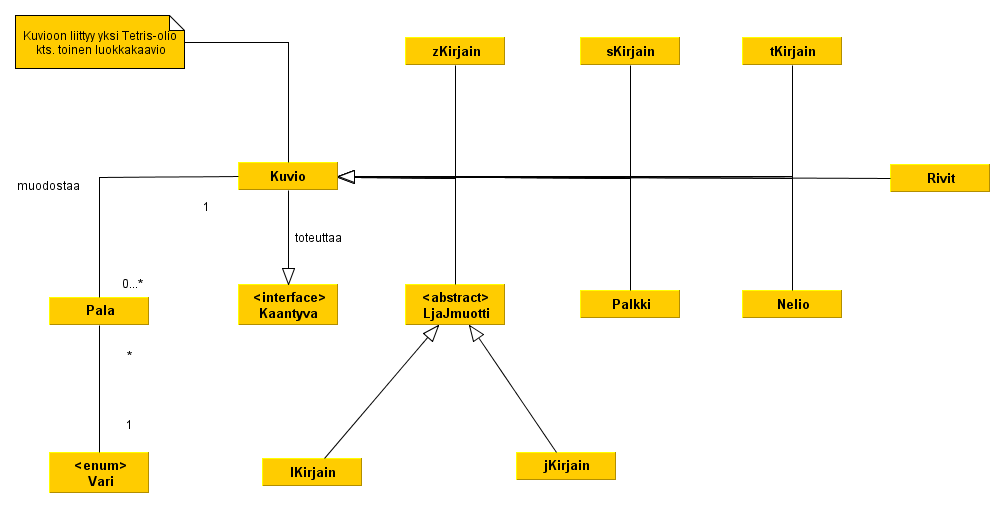 Kuvioon liittyy yksi Tetris-olio
kts. toinen luokkakaavio
zKirjain
sKirjain
tKirjain
Kuvio
Rivit
muodostaa
1
toteuttaa
0...*
Pala
<interface>
Kaantyva
<abstract>
LjaJmuotti
Palkki
Nelio
*
1
<enum>
Vari
lKirjain
jKirjain